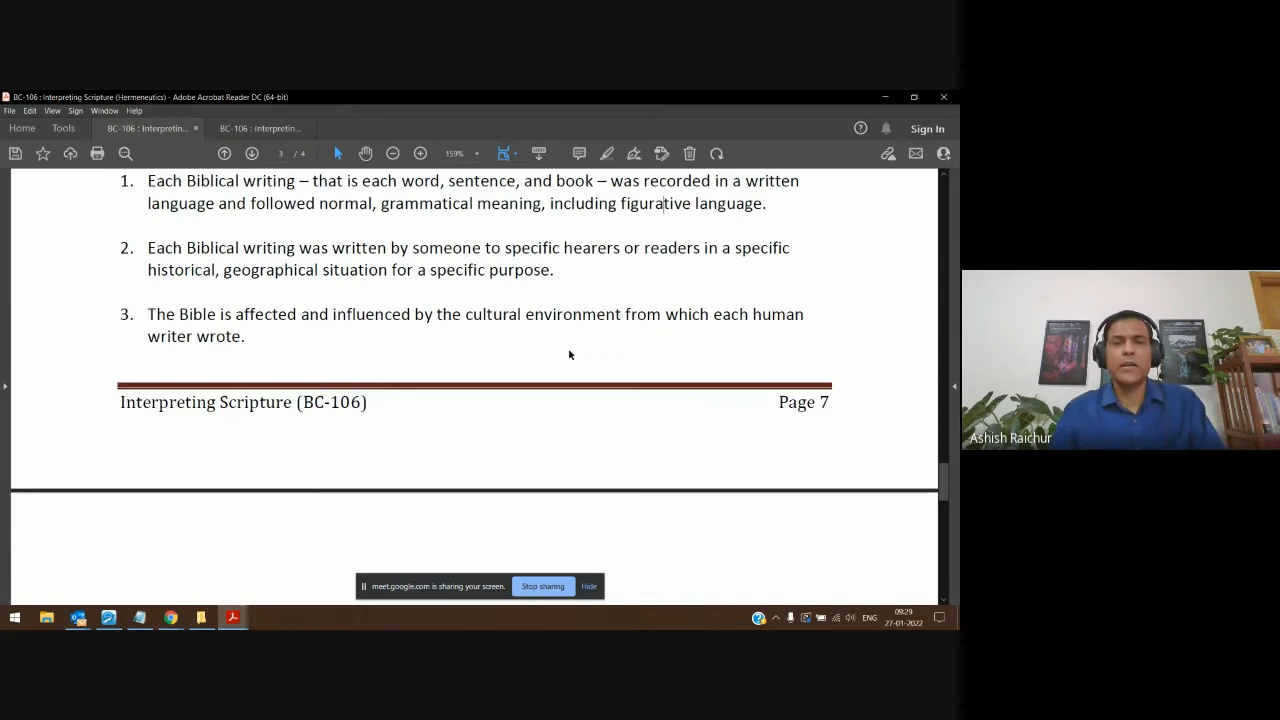 BC-106 : Interpreting Scripture (Hermeneutics) - Adobe Acrobat Reader DC (64-bit)
File Edit View Sign Window Help
Home Tools BC-106 : Interpretin... × BC-106 : Interpretin... Sign In
3 / 4 159%
1. Each Biblical writing – that is each word, sentence, and book – was recorded in a written
language and followed normal, grammatical meaning, including figurative language.
2. Each Biblical writing was written by someone to specific hearers or readers in a specific
historical, geographical situation for a specific purpose.
3. The Bible is affected and influenced by the cultural environment from which each human
writer wrote.
Interpreting Scripture (BC-106) Page 7
Ashish Raichur
meet.google.com is sharing your screen. Stop sharing Hide
ENG 09:29
27-01-2022